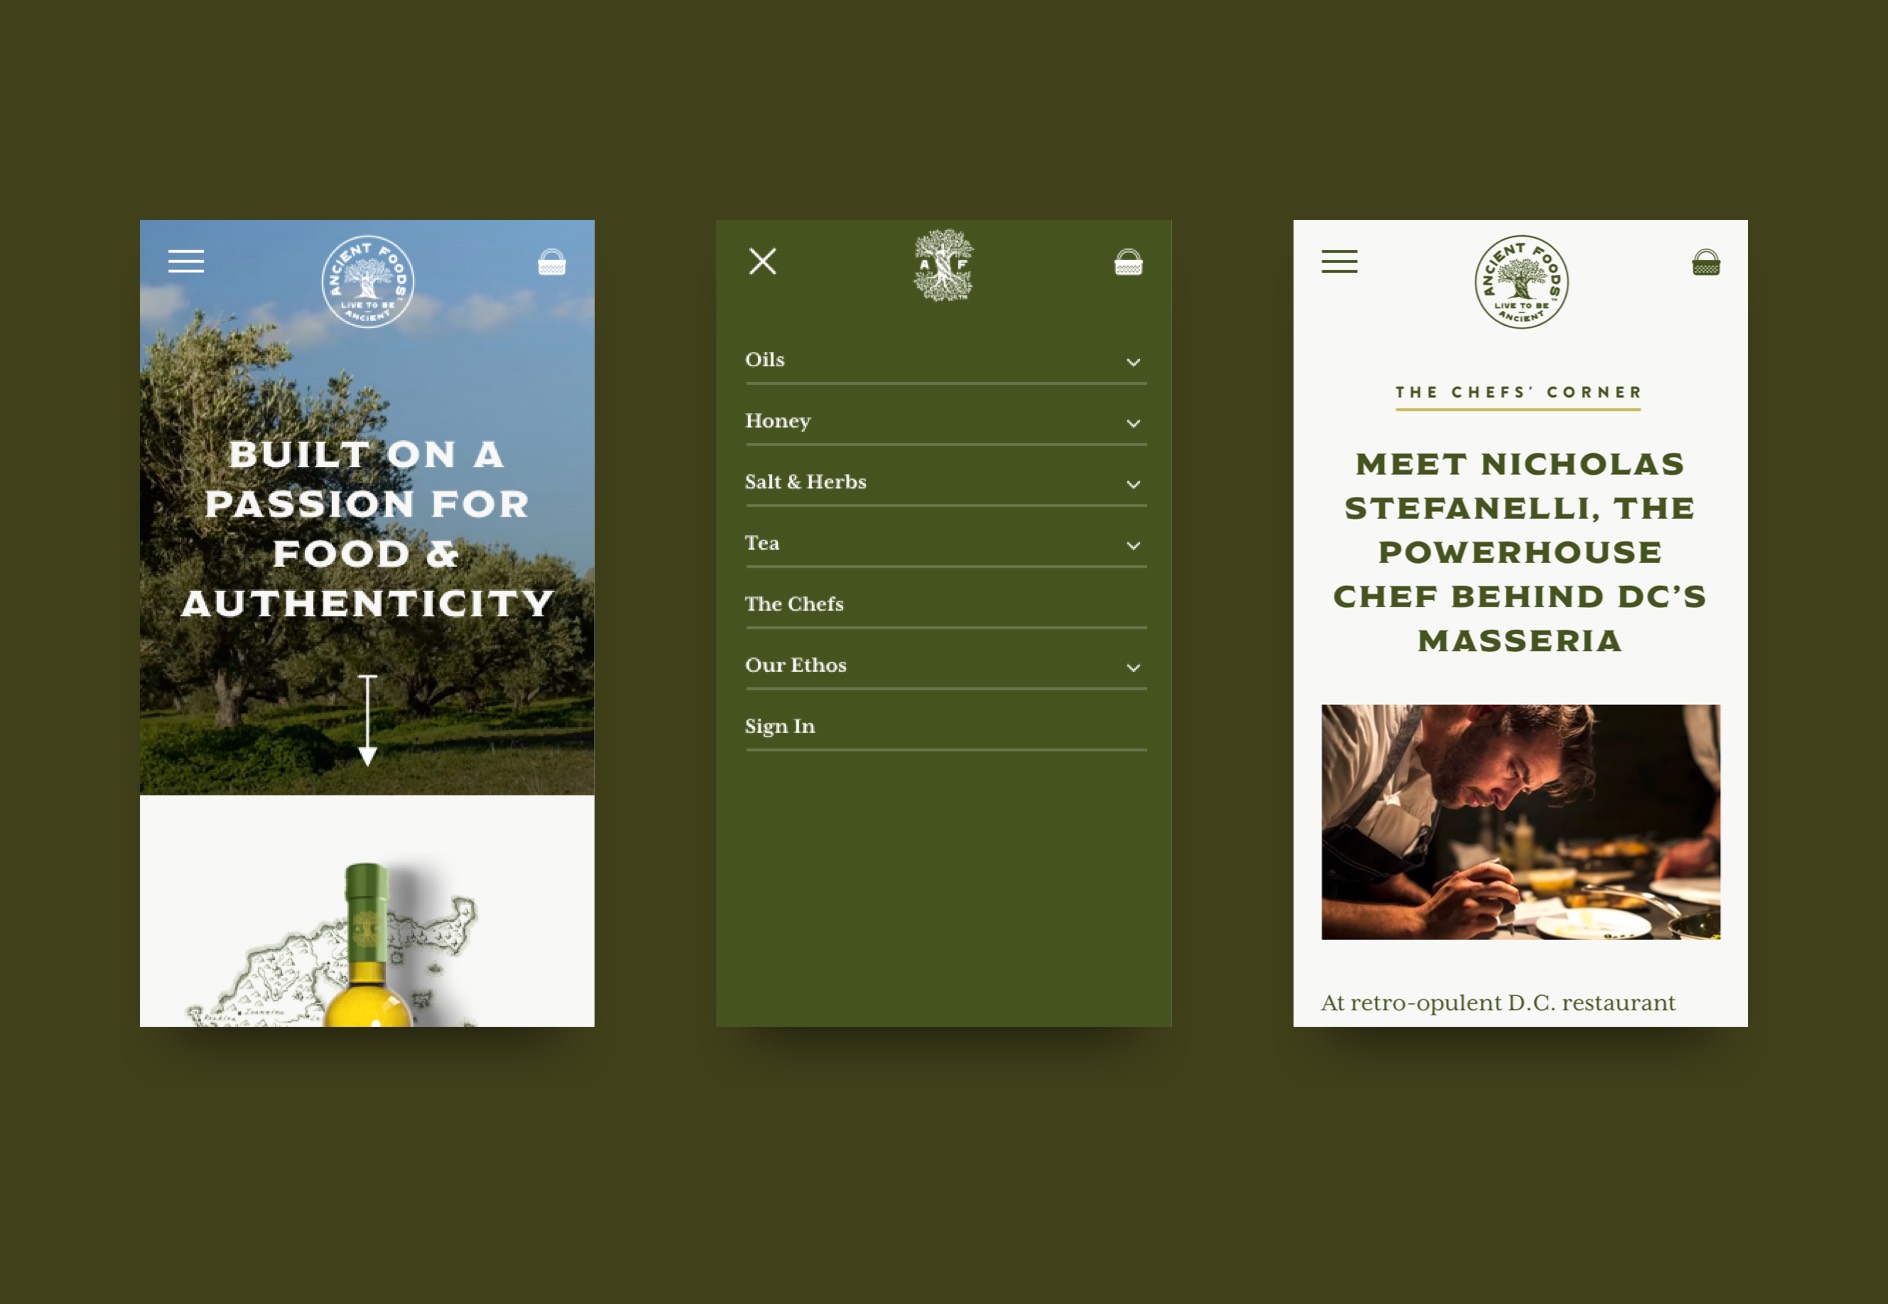 ANCIENT FOODS
LIVE TO BE
ANCIENT
BUILT ON A
PASSION FOR
FOOD &
AUTHENTICITY
A F
Oils
Honey
Salt & Herbs
Tea
The Chefs
Our Ethos
Sign In
ANCIENT FOODS
LIVE TO BE
ANCIENT
THE CHEFS' CORNER
MEET NICHOLAS
STEFANELLI, THE
POWERHOUSE
CHEF BEHIND DC'S
MASSERIA
At retro-opulent D.C. restaurant